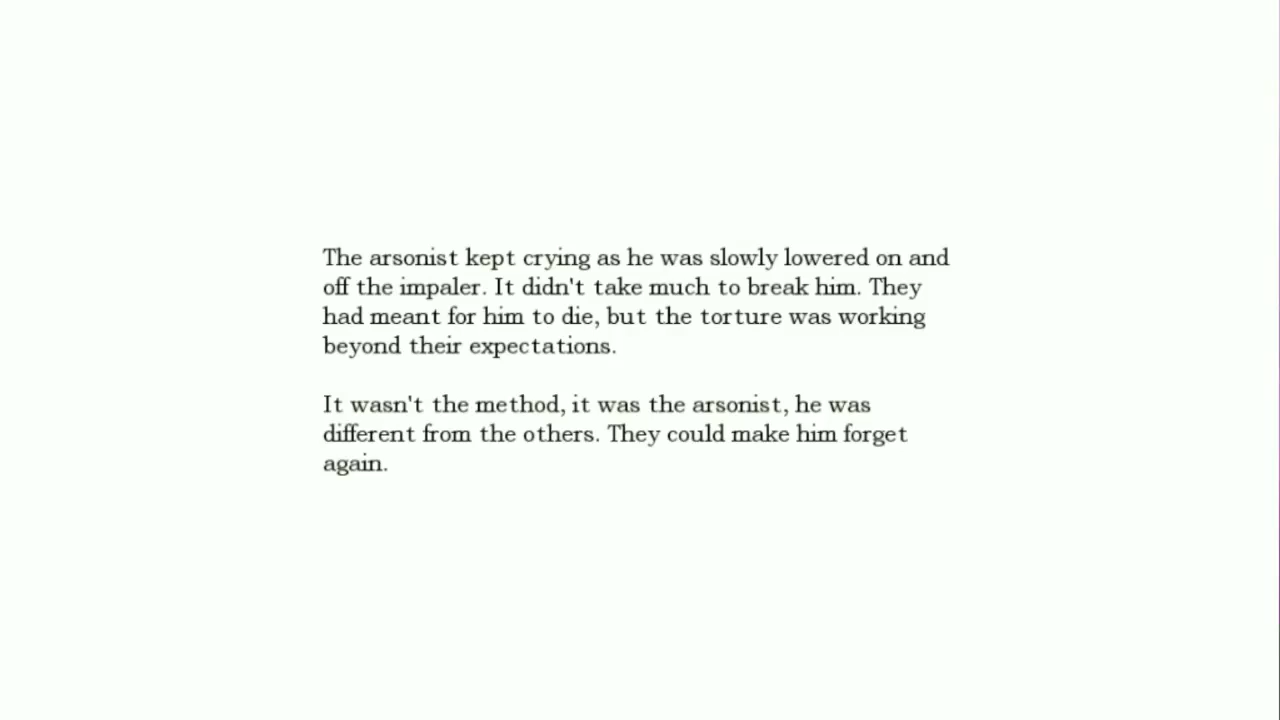 The arsonist kept crying as he was slowly lowered on and
off the impaler. It didn't take much to break him. They
had meant for him to die, but the torture was working
beyond their expectations.
It wasn't the method, it was the arsonist, he was
different from the others. They could make him forget
again.